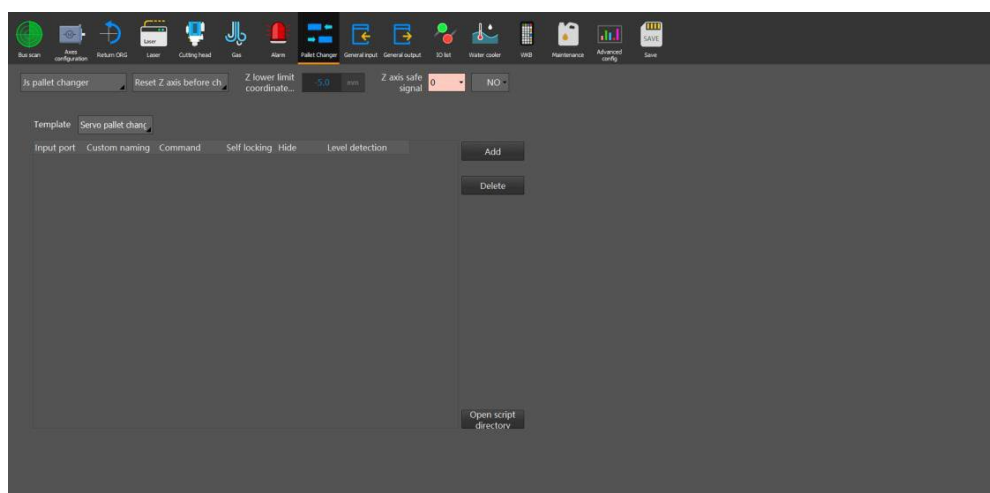 Bus scan
Axes
configuration
Return ORG
Laser
Laser
Cutting head
Gas
Alarm
Pallet Changer
General input
General output
IO list
Water cooler
WKB
Maintenance
Advanced
config
SAVE
Save
Js pallet changer
Reset Z axis before ch
Z lower limit
coordinate...
-5.0
mm
Z axis safe
signal
0
NO
Template
Servo pallet chang
Input port Custom naming Command Self locking Hide Level detection
Add
Delete
Open script
directory